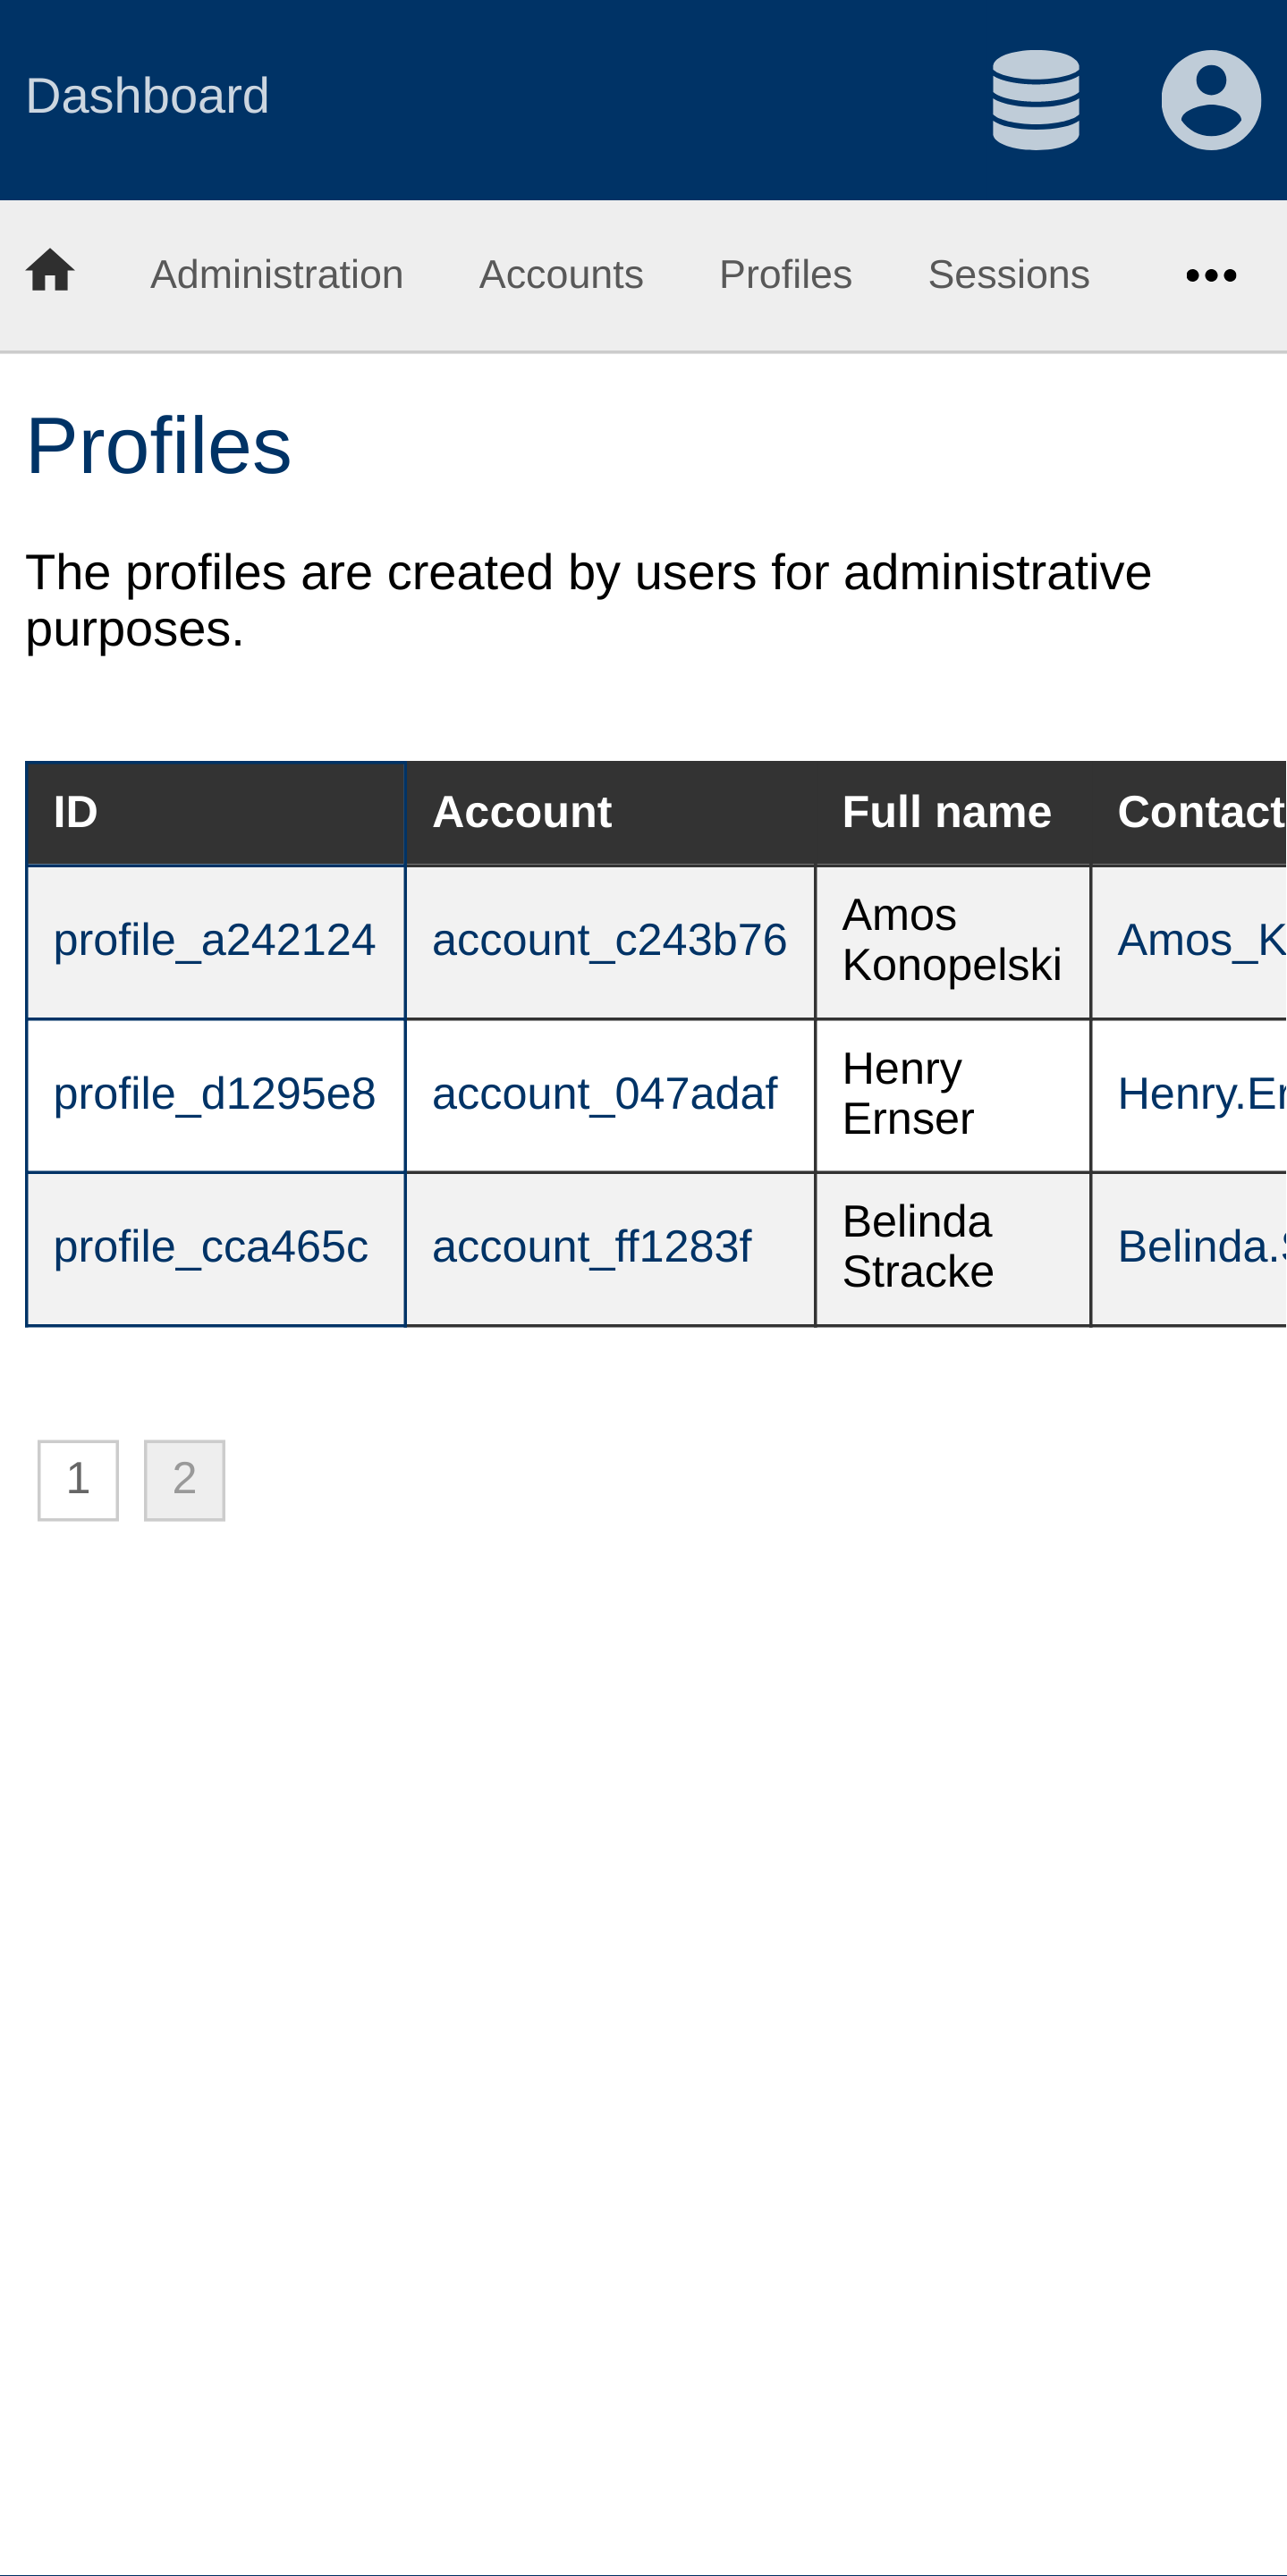 Dashboard
Administration Accounts Profiles Sessions
Profiles
The profiles are created by users for administrative
purposes.
ID Account Full name Contact
profile_a242124 account_c243b76 Amos Konopelski Amos_K
profile_d1295e8 account_047adaf Henry Ernser Henry.Er
profile_cca465c account_ff1283f Belinda Stracke Belinda.S
1 2